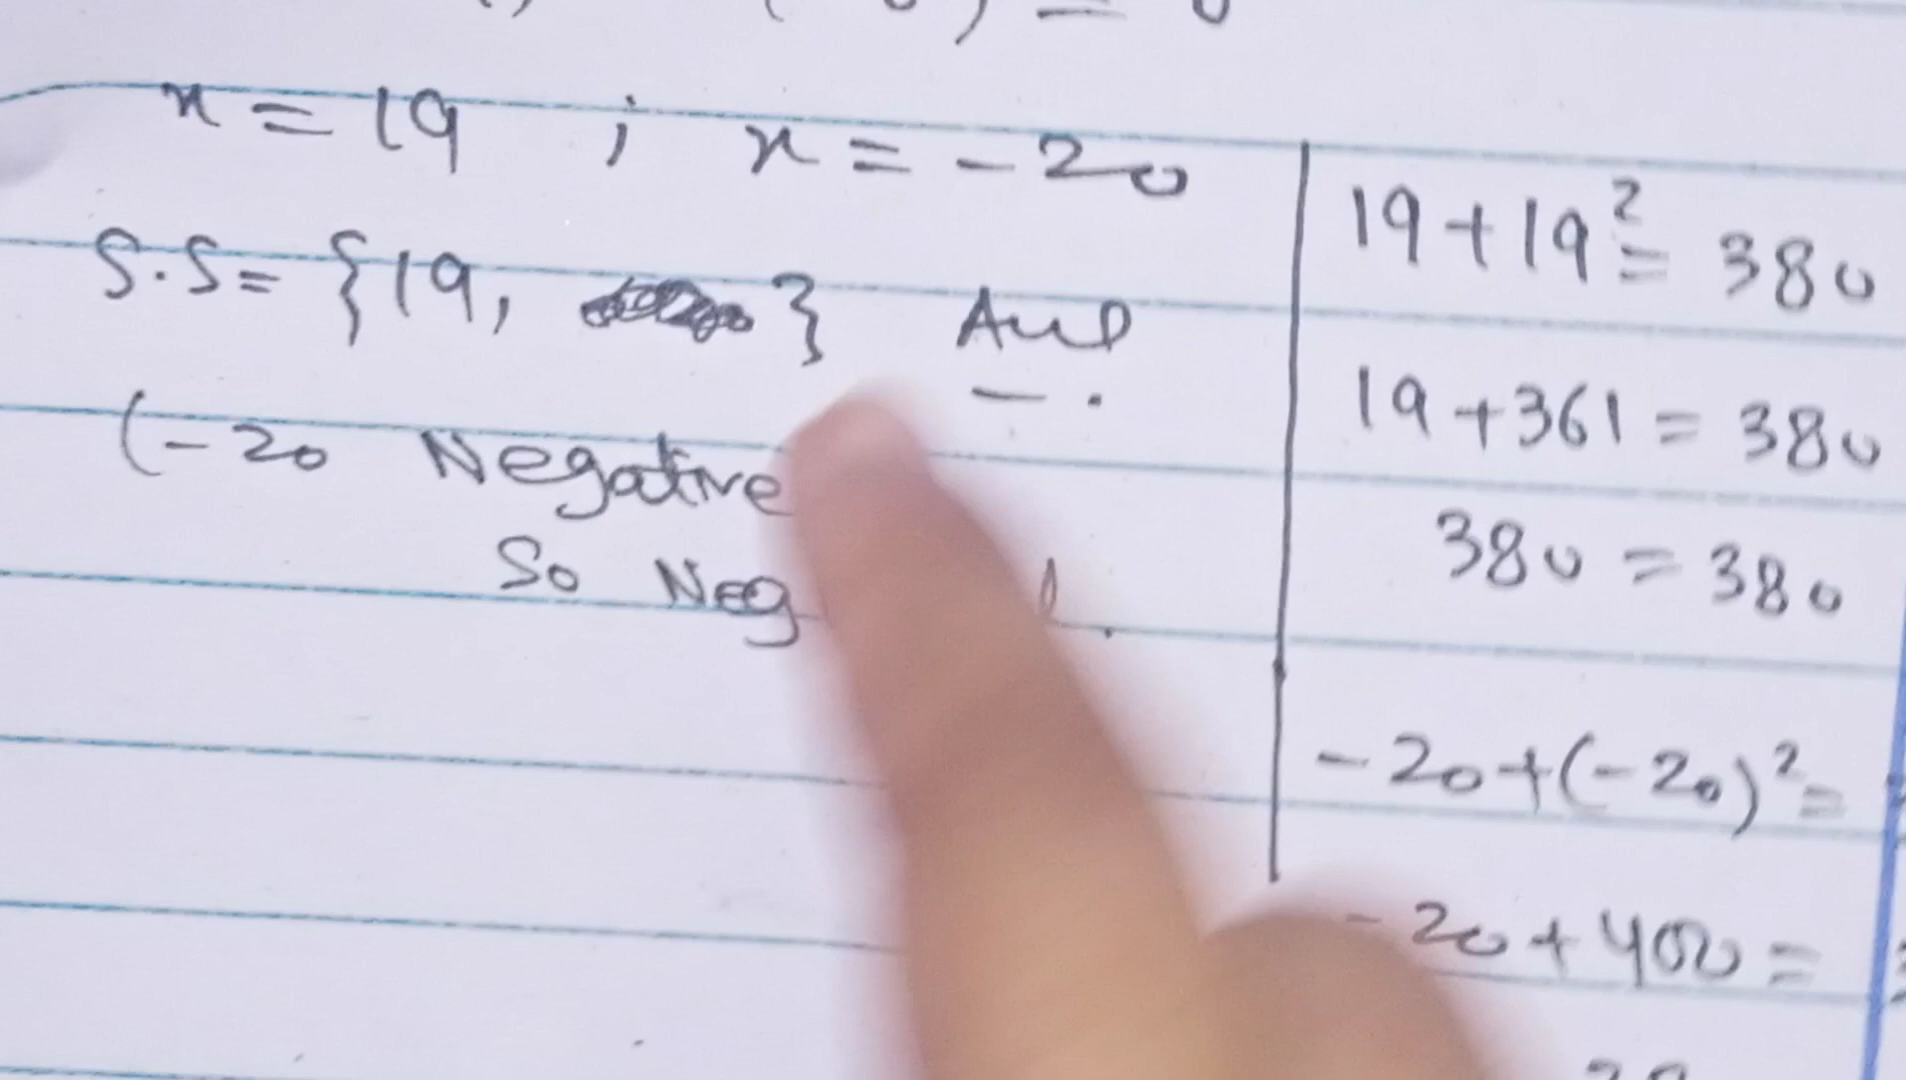 x = 19 ; x = -20
S.S = {19, } Ans
(-20 Negative
So Neg
19 + 19² = 380
19 + 361 = 380
380 = 380
-20 + (-20)² =
-20 + 400 =